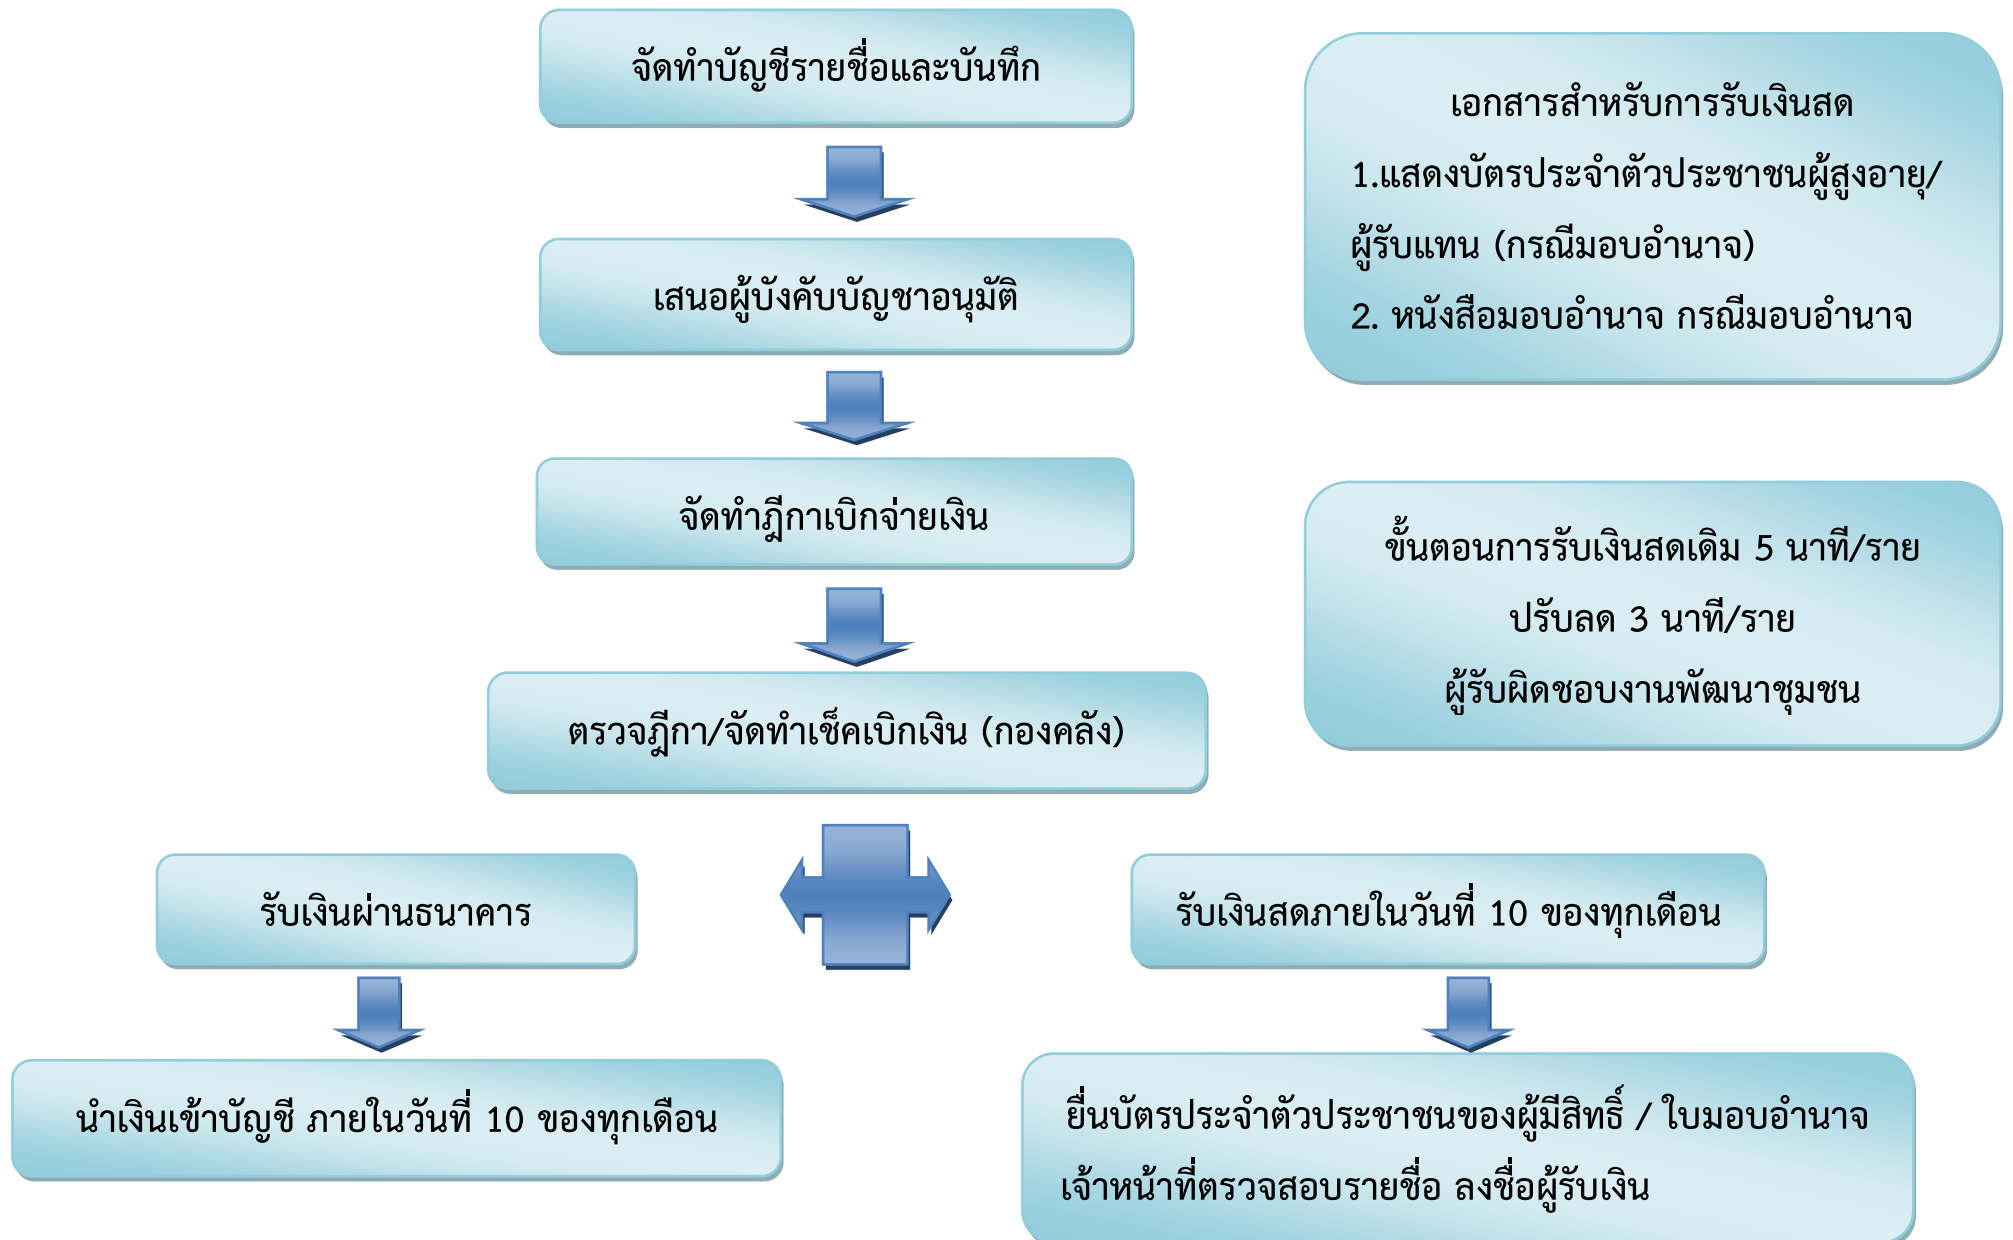 จัดทำบัญชีรายชื่อและบันทึก
เสนอผู้บังคับบัญชาอนุมัติ
จัดทำฎีกาเบิกจ่ายเงิน
ตรวจฎีกา/จัดทำเช็คเบิกเงิน (กองคลัง)
รับเงินผ่านธนาคาร
นำเงินเข้าบัญชี ภายในวันที่ 10 ของทุกเดือน
รับเงินสดภายในวันที่ 10 ของทุกเดือน
ยื่นบัตรประจำตัวประชาชนของผู้มีสิทธิ์ / ใบมอบอำนาจ
เจ้าหน้าที่ตรวจสอบรายชื่อ ลงชื่อผู้รับเงิน
เอกสารสำหรับการรับเงินสด
1.แสดงบัตรประจำตัวประชาชนผู้สูงอายุ/
ผู้รับแทน (กรณีมอบอำนาจ)
2. หนังสือมอบอำนาจ กรณีมอบอำนาจ
ขั้นตอนการรับเงินสดเดิม 5 นาที/ราย
ปรับลด 3 นาที/ราย
ผู้รับผิดชอบงานพัฒนาชุมชน